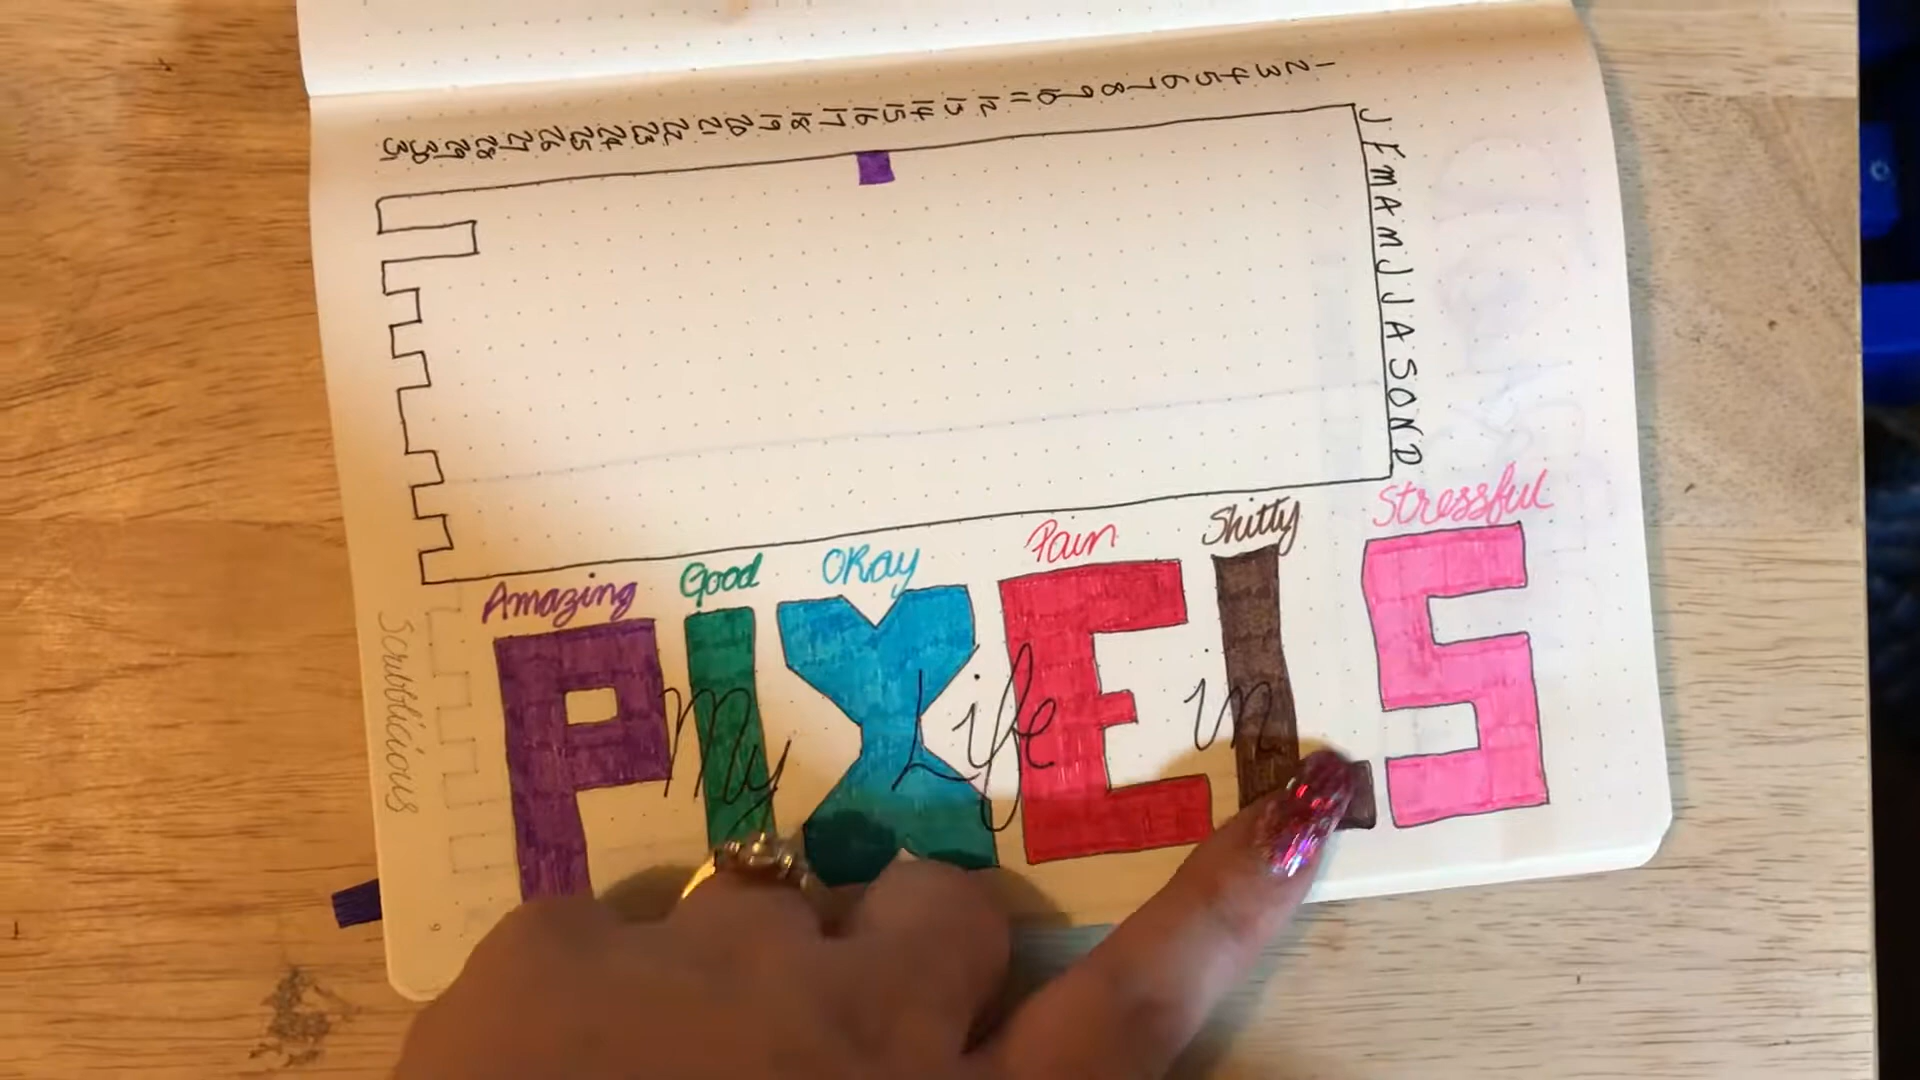 1 2 3 4 5 6 7 8 9 10 11 12 13 14 15 16 17 18 19 20 21 22 23 24 25 26 27 28 29 30 31
J F M A M J J A S O N D
Amazing Good Okay Pain Shitty Stressful
PIXELS
My Life in
Scribblicious
9